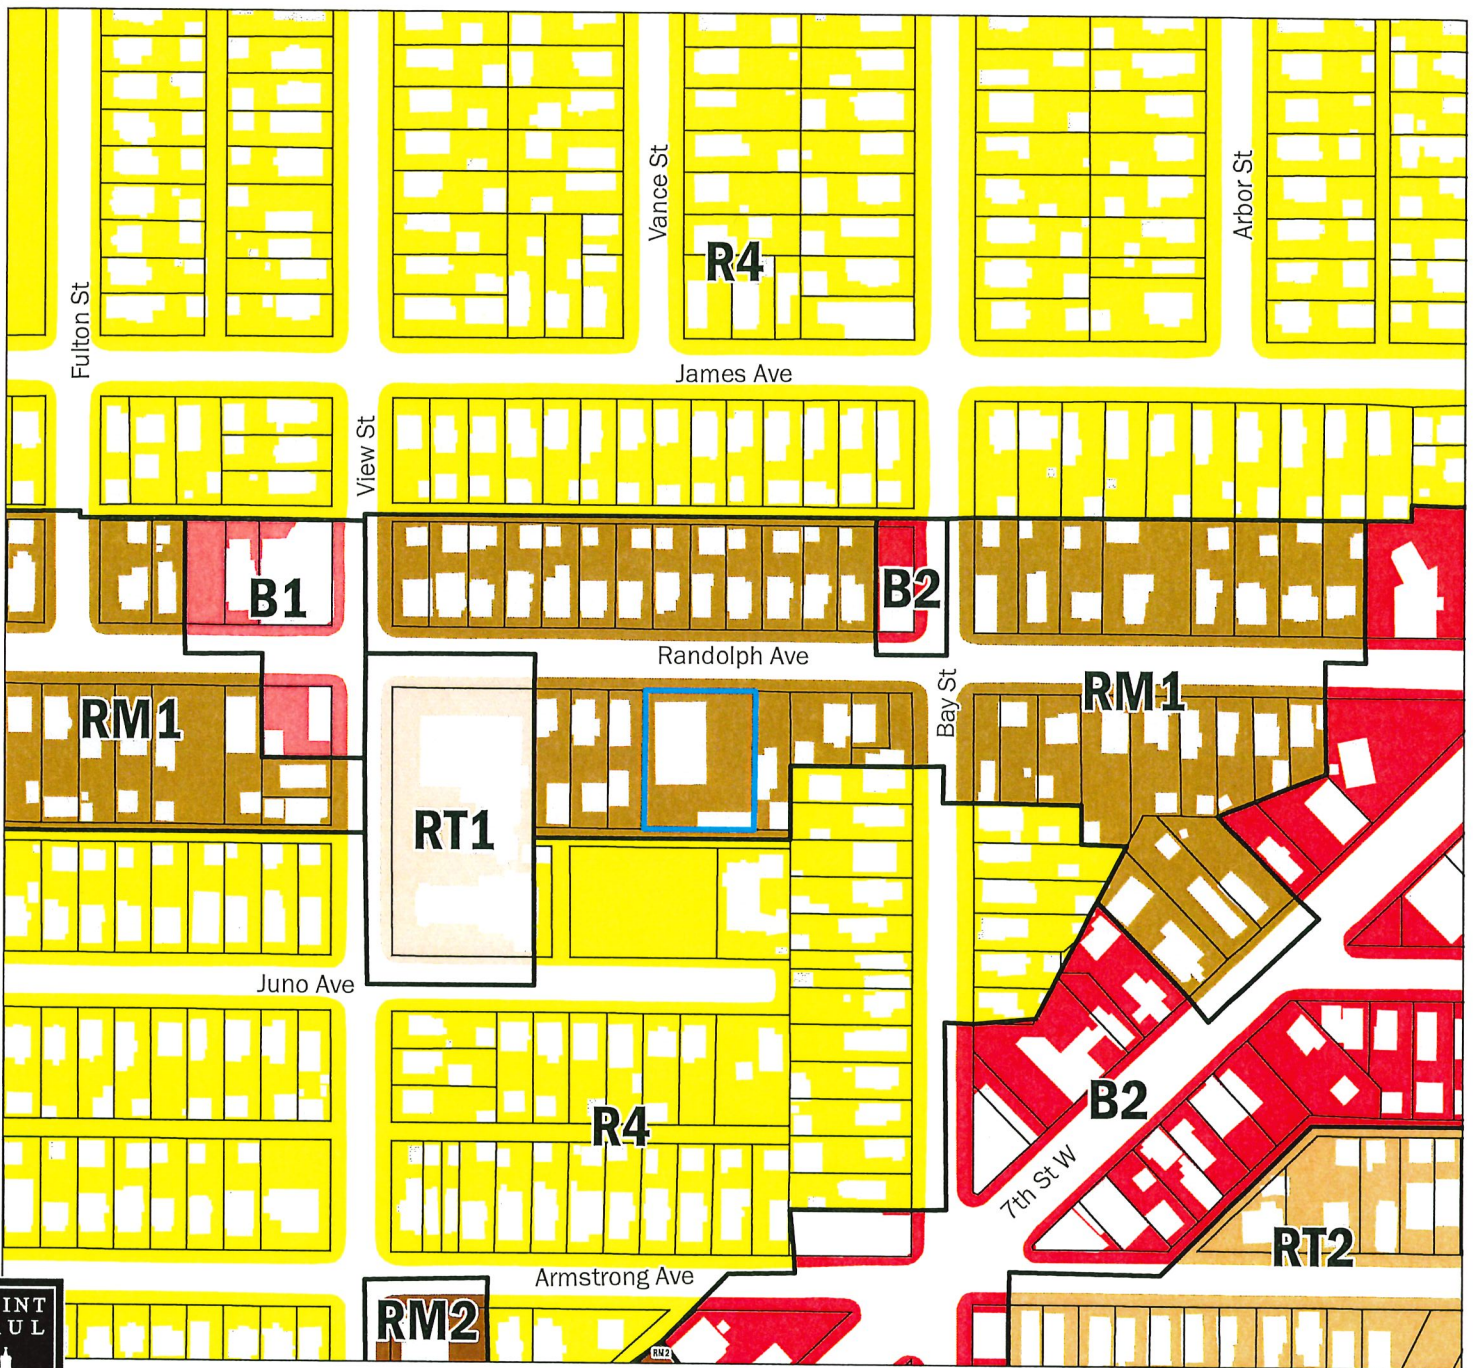 Vance St
Arbor St
R4
Fulton St
James Ave
View St
B1
B2
Randolph Ave
RM1
Bay St
RM1
RT1
Juno Ave
R4
B2
7th St W
RT2
Armstrong Ave
RM2
RM2
INT
UL